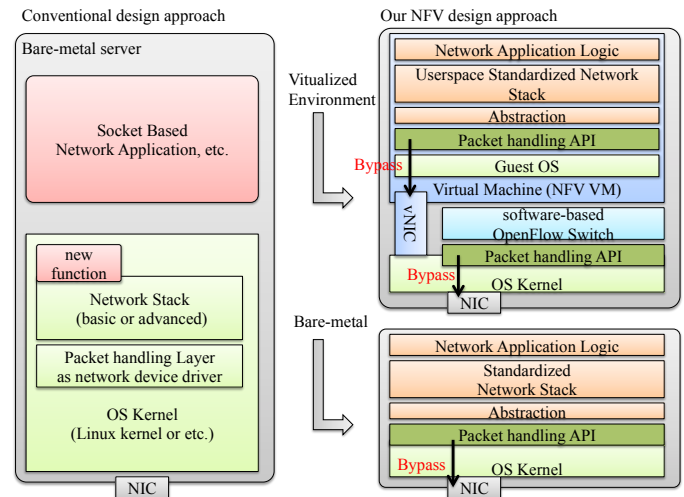 Conventional design approach
Bare-metal server
Socket Based
Network Application, etc.
new
function
Network Stack
(basic or advanced)
Packet handling Layer
as network device driver
OS Kernel
(Linux kernel or etc.)
NIC
Vitualized
Environment
Bare-metal
Our NFV design approach
Network Application Logic
Userspace Standardized Network
Stack
Abstraction
Packet handling API
Bypass
Guest OS
Virtual Machine (NFV VM)
vNIC
software-based
OpenFlow Switch
Packet handling API
Bypass
OS Kernel
NIC
Network Application Logic
Standardized
Network Stack
Abstraction
Packet handling API
Bypass
OS Kernel
NIC